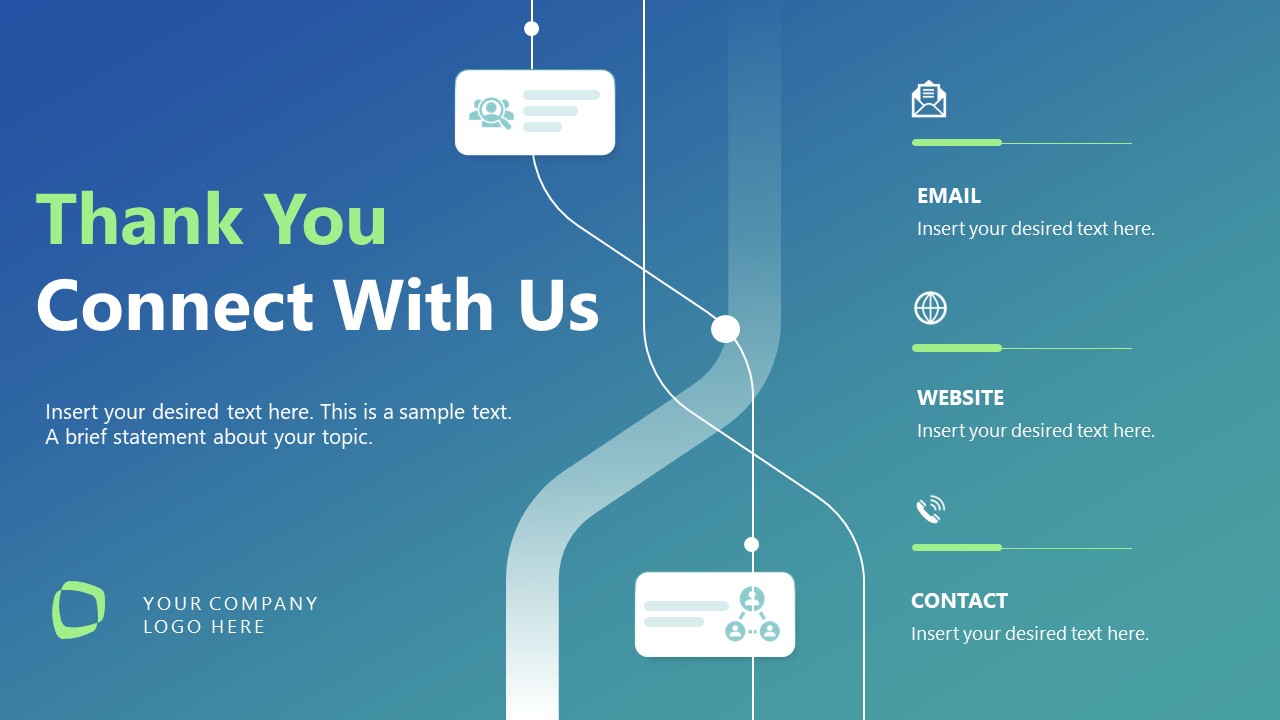 Thank You
Connect With Us
Insert your desired text here. This is a sample text.
A brief statement about your topic.
YOUR COMPANY
LOGO HERE
EMAIL
Insert your desired text here.
WEBSITE
Insert your desired text here.
CONTACT
Insert your desired text here.